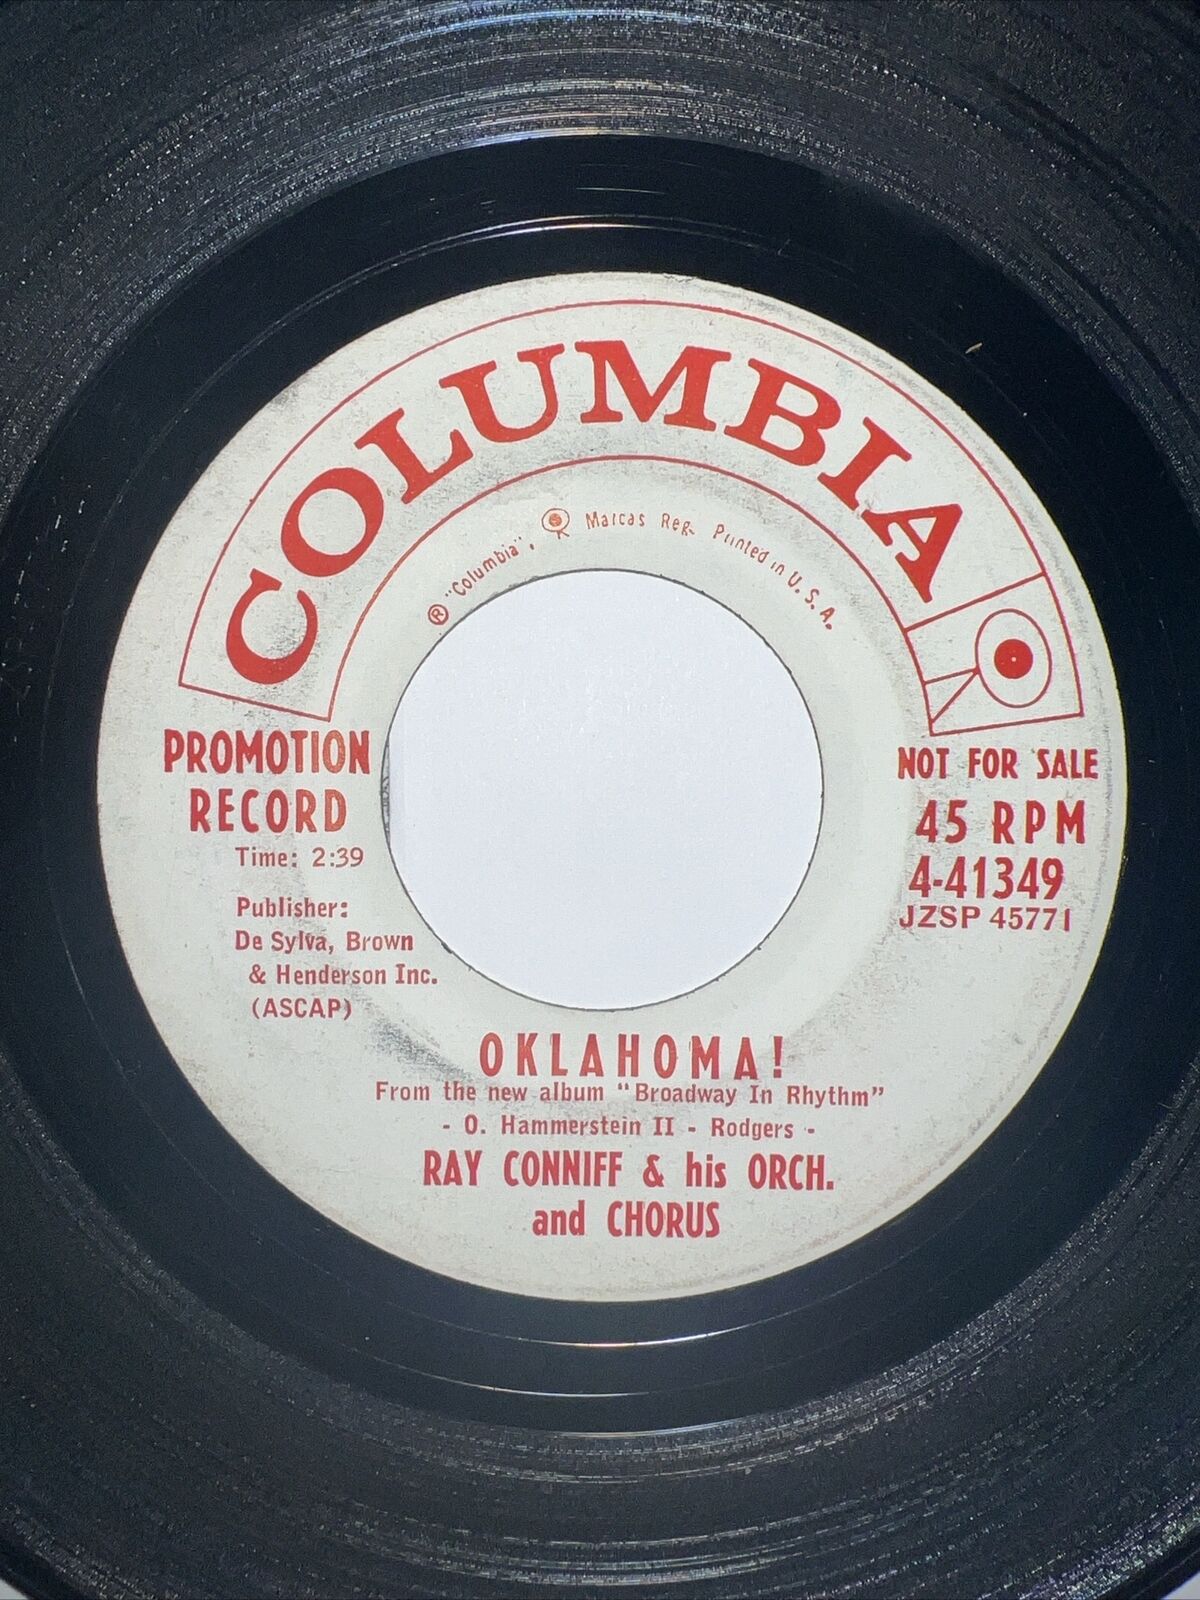 COLUMBIA
® "Columbia", Marcas Reg. Printed in U. S. A.
PROMOTION
RECORD
Time: 2:39
Publisher:
De Sylva, Brown
& Henderson Inc.
(ASCAP)
NOT FOR SALE
45 RPM
4-41349
JZSP 45771
OKLAHOMA!
From the new album "Broadway In Rhythm"
- O. Hammerstein II - Rodgers -
RAY CONNIFF & his ORCH.
and CHORUS